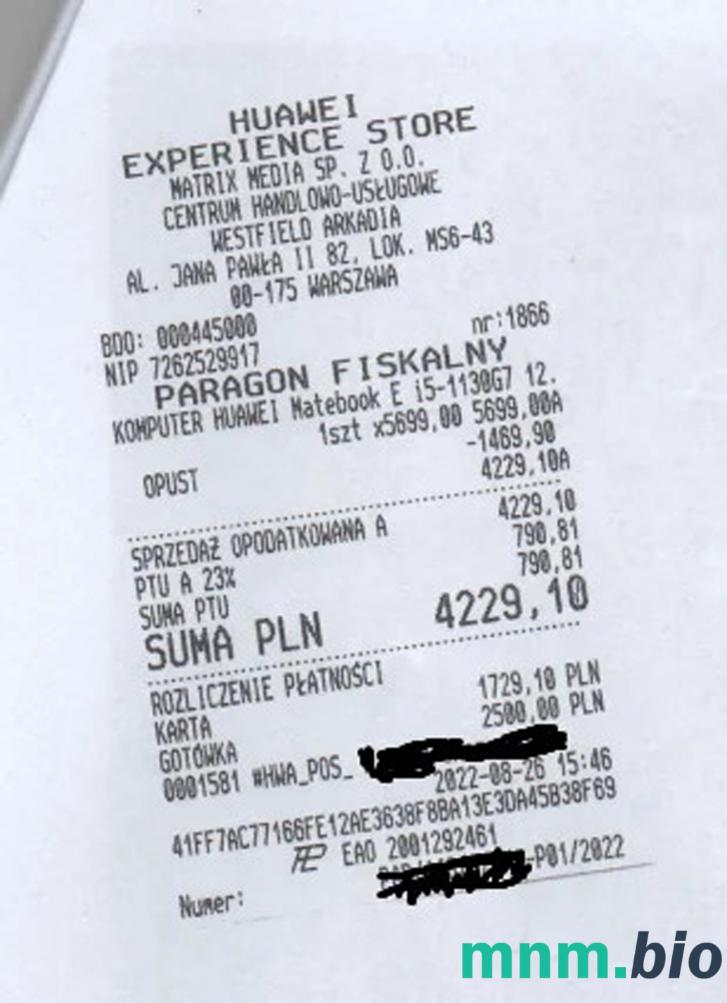 HUAWEI
EXPERIENCE STORE
MATRIX MEDIA SP. Z O.O.
CENTRUM HANDLOWO-USŁUGOWE
WESTFIELD ARKADIA
AL. JANA PAWŁA II 82, LOK. MS6-43
00-175 WARSZAWA
BDO: 000445000
NIP 7262529917 nr:1866
PARAGON FISKALNY
KOMPUTER HUAWEI Matebook E i5-1130G7 12.
1szt x5699,00 5699,00A
OPUST -1469,90
4229,10A
SPRZEDAŻ OPODATKOWANA A 4229,10
PTU A 23% 790,81
SUMA PTU 790,81
SUMA PLN 4229,10
ROZLICZENIE PŁATNOŚCI
KARTA 1729,10 PLN
GOTÓWKA 2500,00 PLN
0001581 #HWA_POS_
2022-08-26 15:46
41FF7AC77166FE12AE3638F8BA13E3DA45B38F69
EAO 2001292461
Numer: -P01/2022
mnm.bio